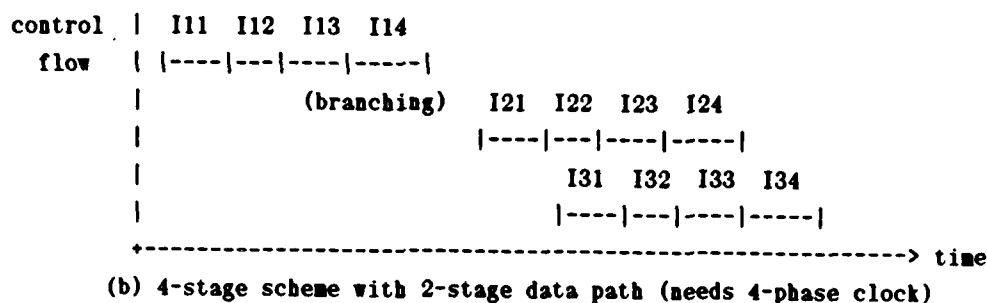 control | I11 I12 I13 I14
flow | |----|---|----|-----|
| (branching) I21 I22 I23 I24
| |----|---|----|-----|
| I31 I32 I33 I34
| |----|---|----|-----|
+------------------------------------------------> time
(b) 4-stage scheme with 2-stage data path (needs 4-phase clock)